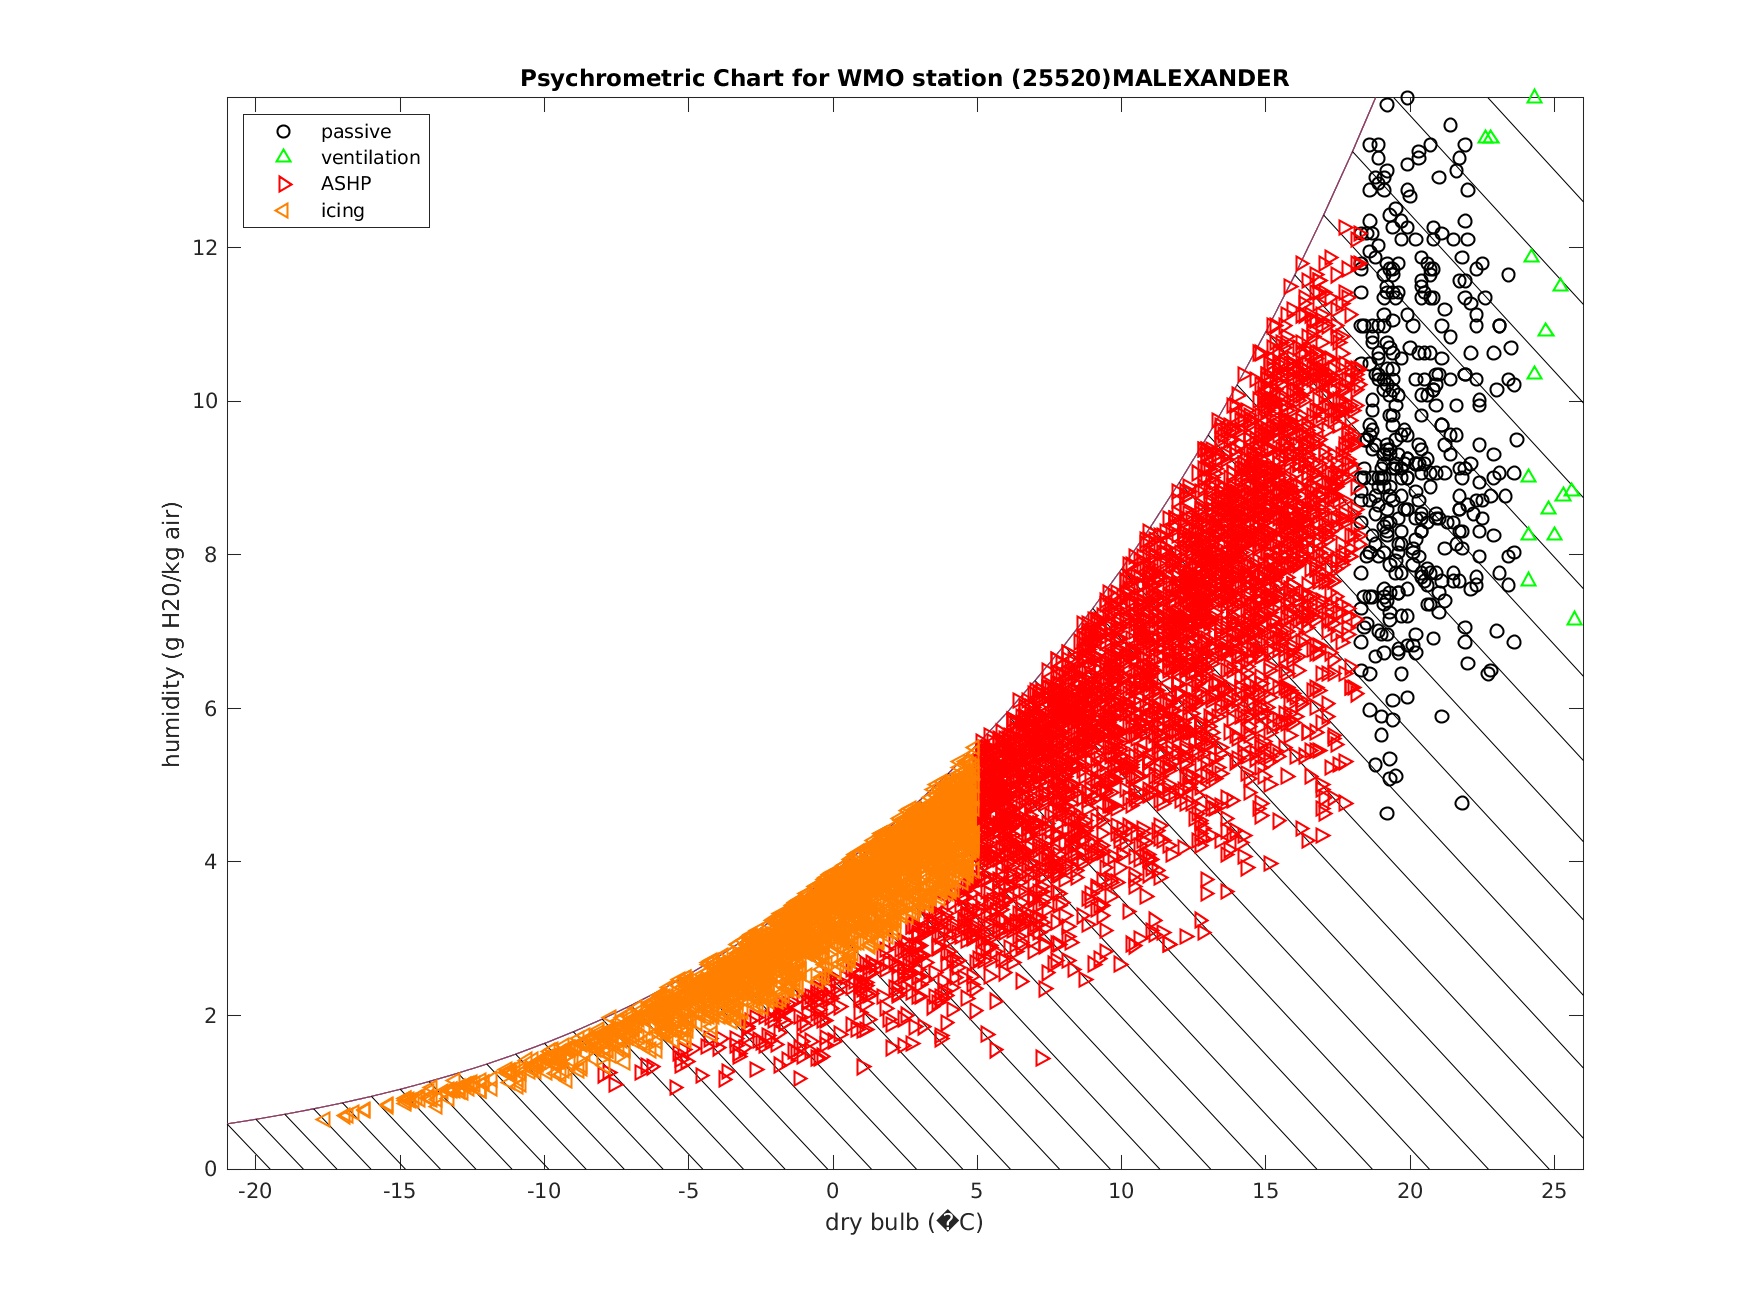 Psychrometric Chart for WMO station (25520)MALEXANDER
passive
ventilation
ASHP
icing
humidity (g H20/kg air)
12
10
8
6
4
2
0
-20 -15 -10 -5 0 5 10 15 20 25
dry bulb (�C)